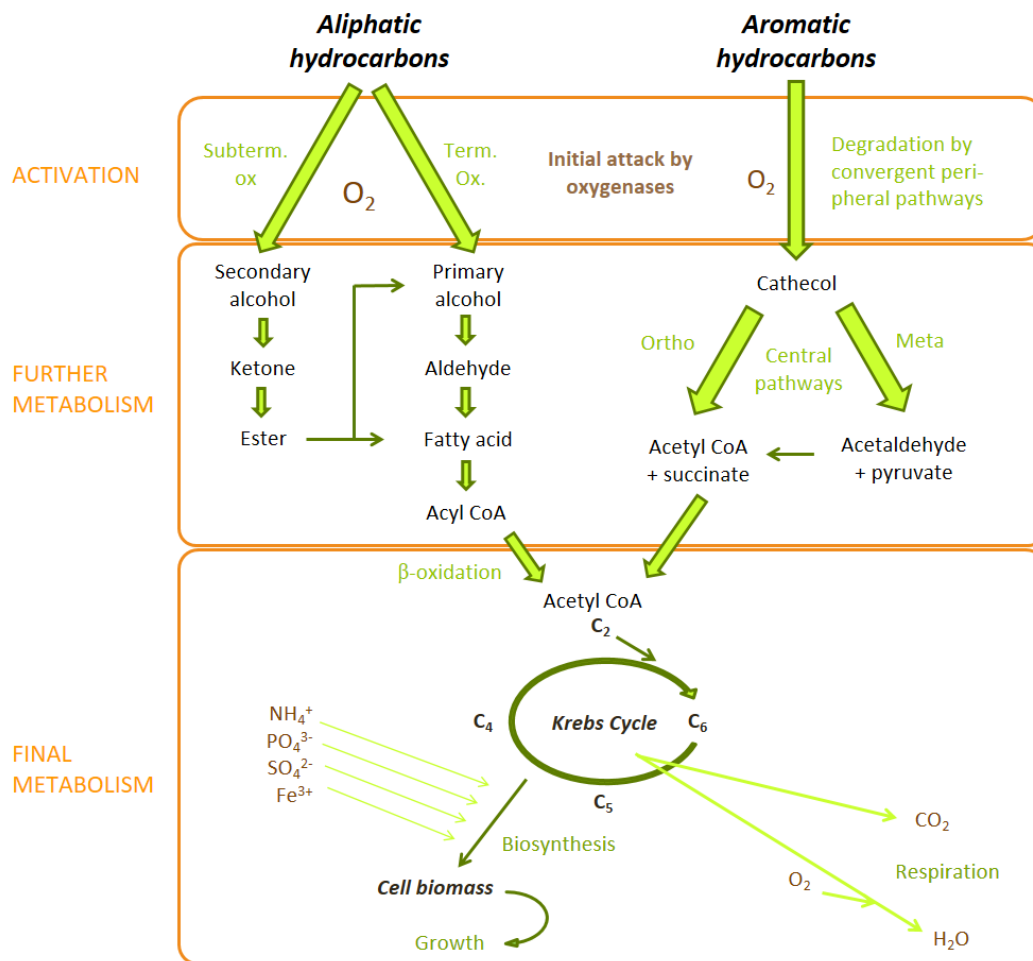 Aliphatic
hydrocarbons
Aromatic
hydrocarbons
ACTIVATION
Subterm.
ox
O₂
Term.
Ox.
Initial attack by
oxygenases
O₂
Degradation by
convergent peri-
pheral pathways
FURTHER
METABOLISM
Secondary
alcohol
Ketone
Ester
Primary
alcohol
Aldehyde
Fatty acid
Acyl CoA
Cathecol
Ortho
Central
pathways
Meta
Acetyl CoA
+ succinate
Acetaldehyde
+ pyruvate
FINAL
METABOLISM
β-oxidation
Acetyl CoA
C₂
C₄
Krebs Cycle
C₆
C₅
NH₄⁺
PO₄³⁻
SO₄²⁻
Fe³⁺
Biosynthesis
Cell biomass
Growth
CO₂
Respiration
O₂
H₂O